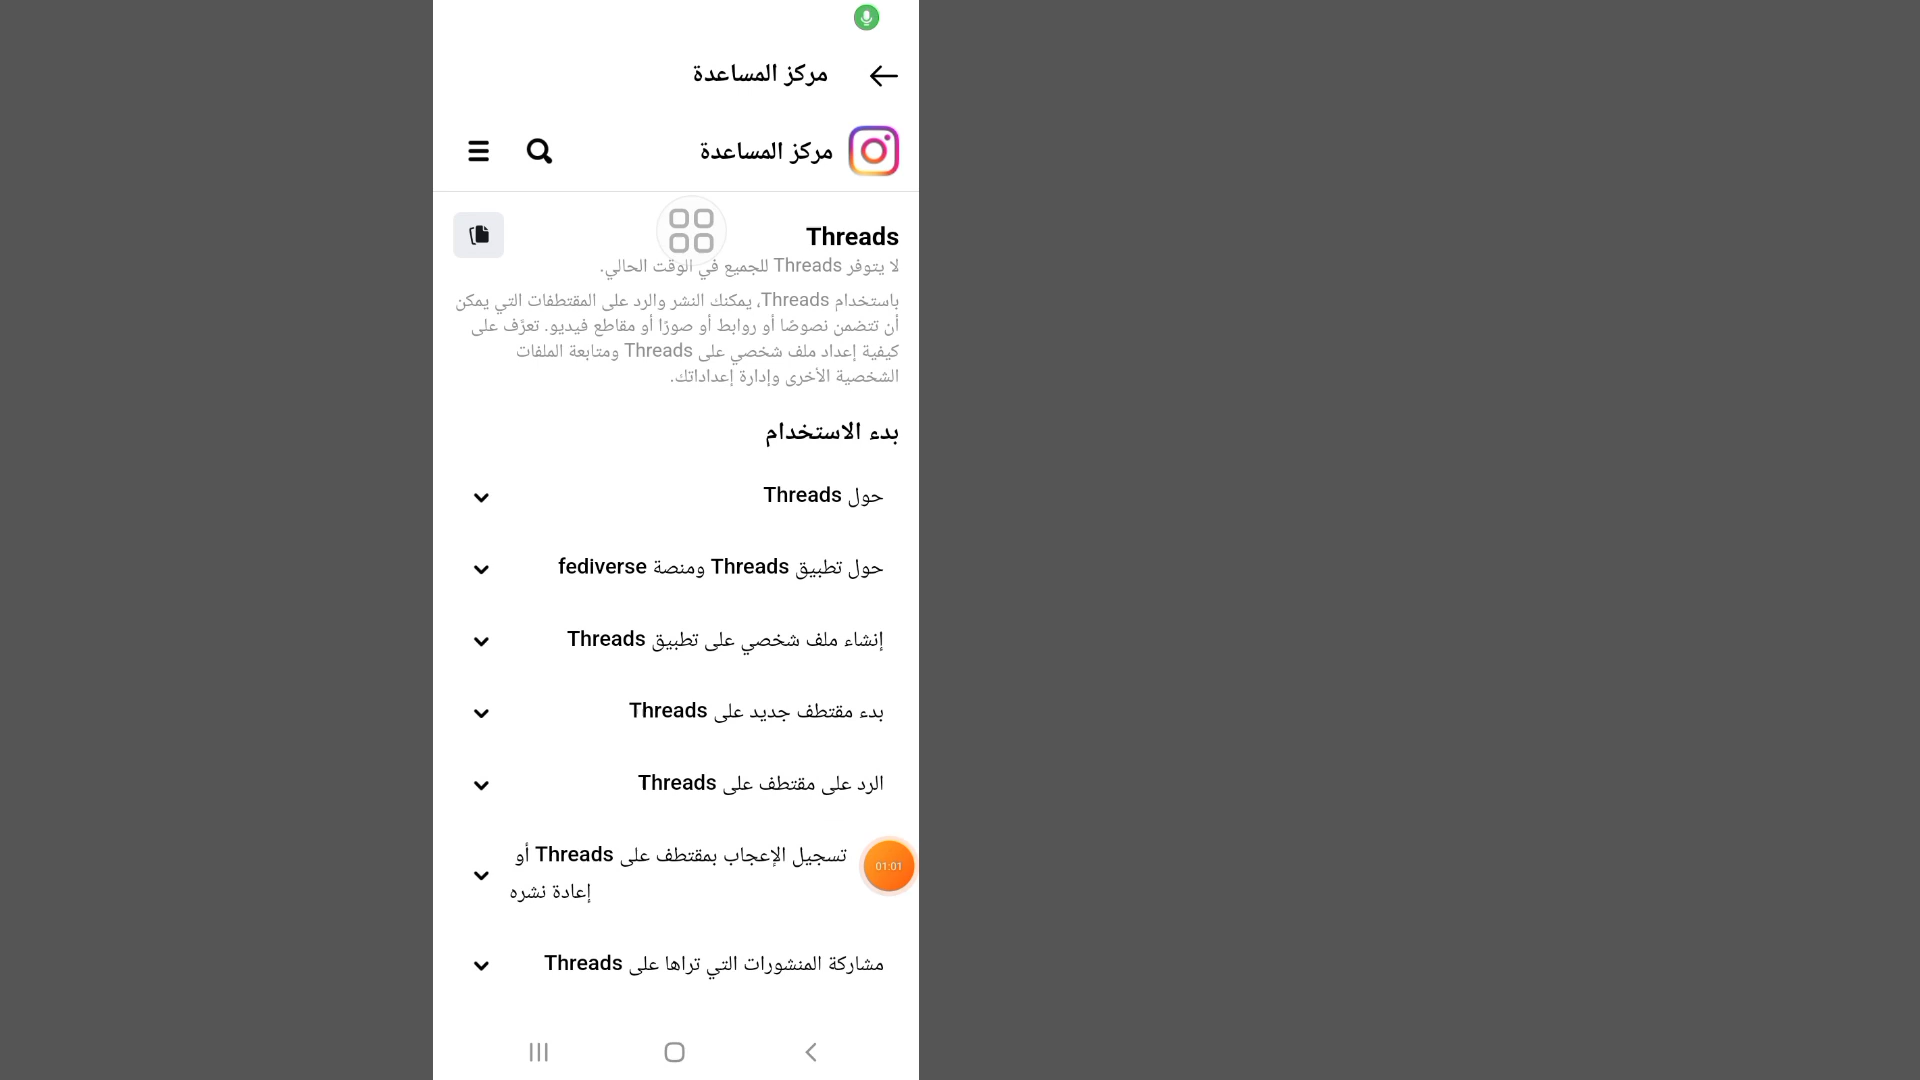 مركز المساعدة
مركز المساعدة
Threads
لا يتوفر Threads للجميع في الوقت الحالي.
باستخدام Threads، يمكنك النشر والرد على المقتطفات التي يمكن
أن تتضمن نصوصًا أو روابط أو صورًا أو مقاطع فيديو. تعرَّف على
كيفية إعداد ملف شخصي على Threads ومتابعة الملفات
الشخصية الأخرى وإدارة إعداداتك.
بدء الاستخدام
حول Threads
حول تطبيق Threads ومنصة fediverse
إنشاء ملف شخصي على تطبيق Threads
بدء مقتطف جديد على Threads
الرد على مقتطف على Threads
تسجيل الإعجاب بمقتطف على Threads أو
إعادة نشره
01:01
مشاركة المنشورات التي تراها على Threads